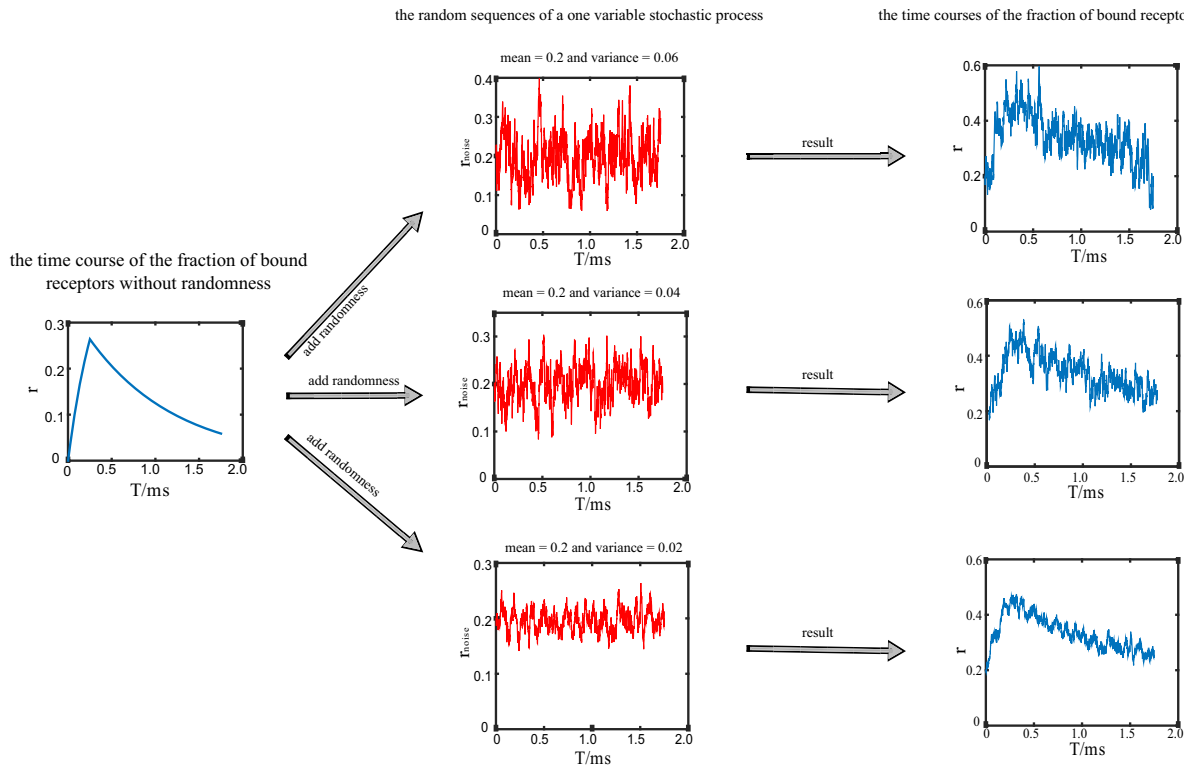 the random sequences of a one variable stochastic process
the time courses of the fraction of bound recepto
mean = 0.2 and variance = 0.06
0.4
0.3
0.2
0.1
0
r noise
0 0.5 1.0 1.5 2.0
T/ms
result
0.6
0.4
0.2
0
r
0 0.5 1.0 1.5 2.0
T/ms
the time course of the fraction of bound
receptors without randomness
0.3
0.2
0.1
0
r
0 0.5 1.0 1.5 2.0
T/ms
add randomness
add randomness
add randomness
mean = 0.2 and variance = 0.04
0.3
0.2
0.1
0
r noise
0 0.5 1.0 1.5 2.0
T/ms
result
0.6
0.4
0.2
0
r
0 0.5 1.0 1.5 2.0
T/ms
mean = 0.2 and variance = 0.02
0.3
0.2
0.1
0
r noise
0 0.5 1.0 1.5 2.0
T/ms
result
0.6
0.4
0.2
0
r
0 0.5 1.0 1.5 2.0
T/ms